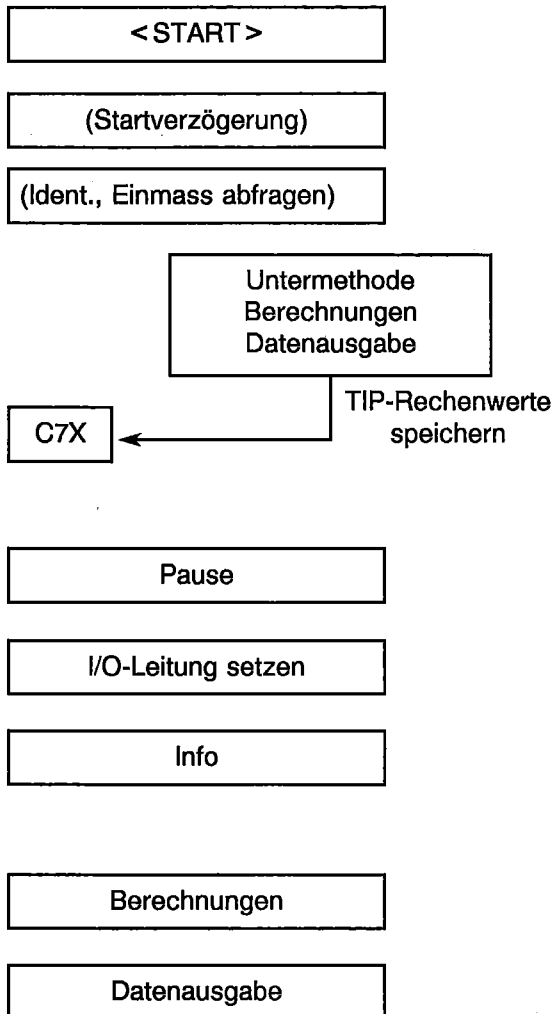 <START>
(Startverzögerung)
(Ident., Einmass abfragen)
Untermethode
Berechnungen
Datenausgabe
TIP-Rechenwerte
speichern
C7X
Pause
I/O-Leitung setzen
Info
Berechnungen
Datenausgabe